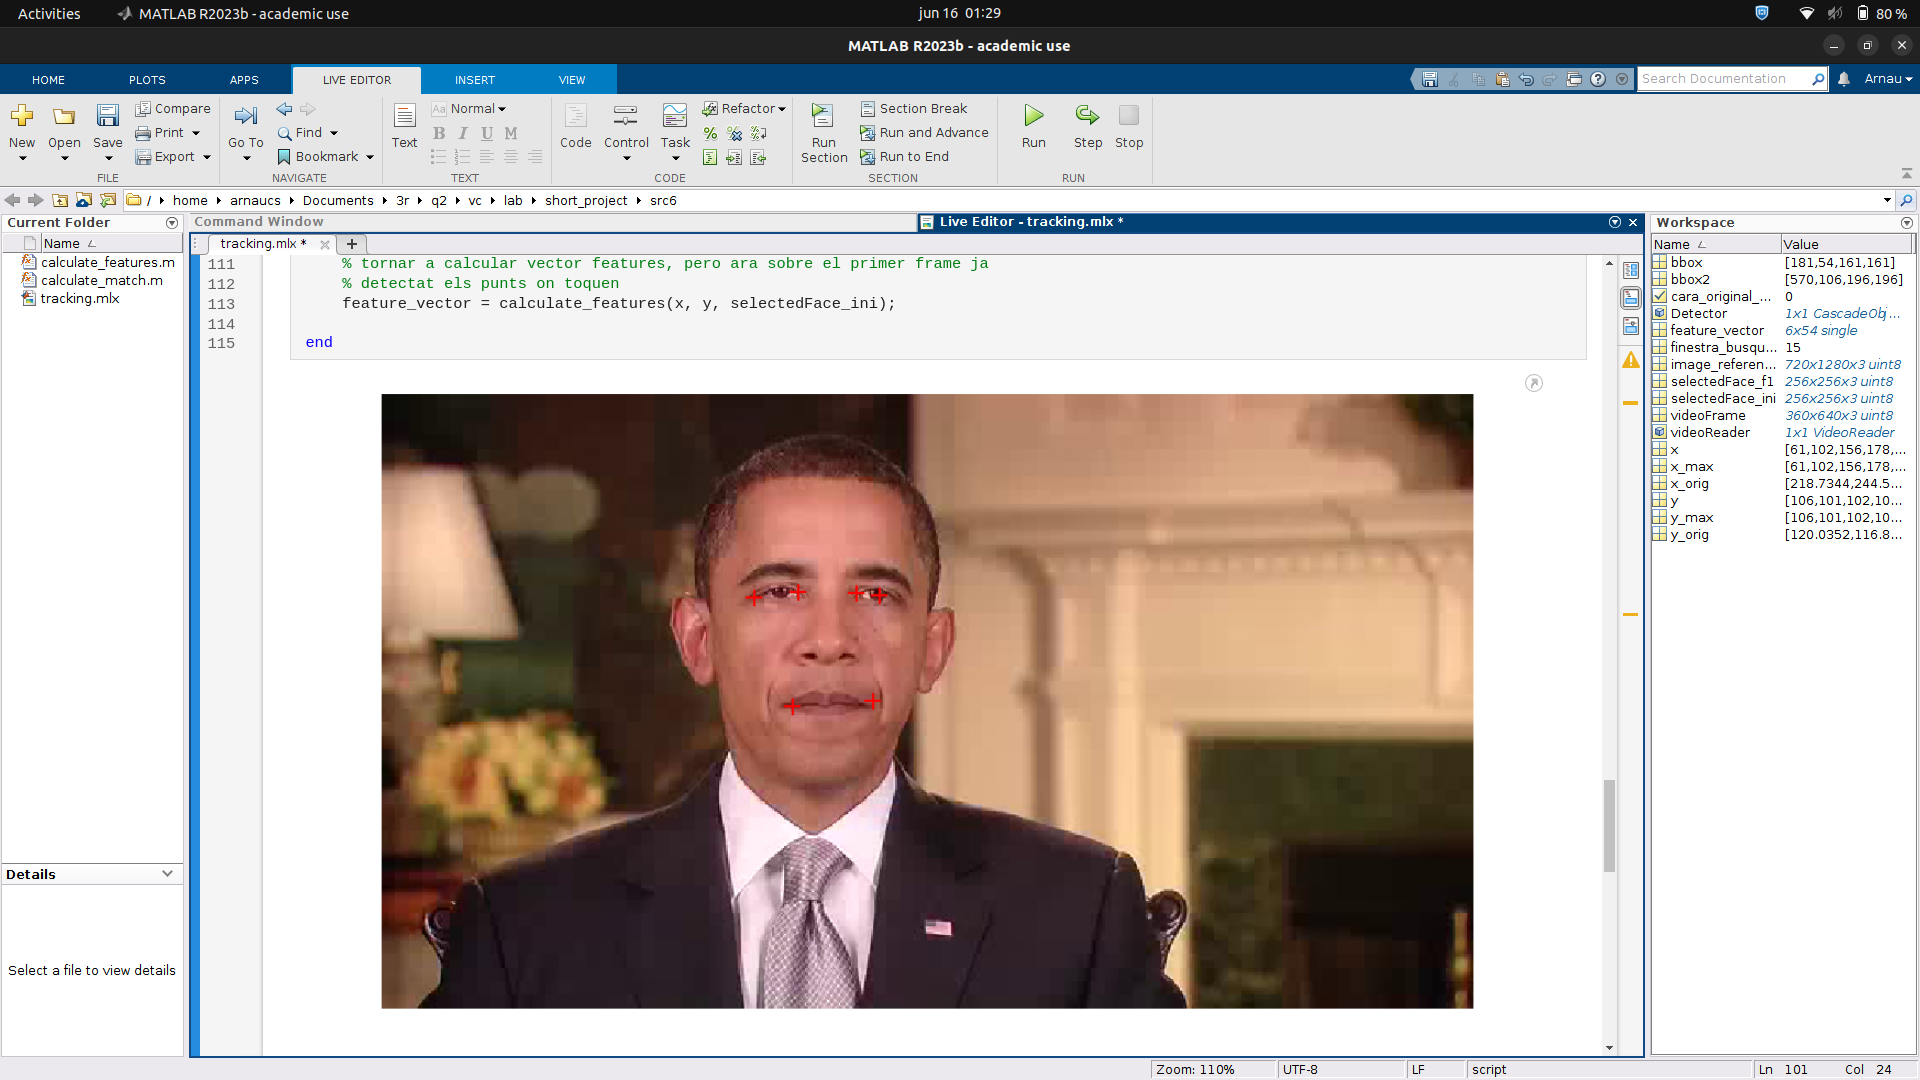 Activities
MATLAB R2023b - academic use
jun 16 01:29
80 %
MATLAB R2023b - academic use
HOME
PLOTS
APPS
LIVE EDITOR
INSERT
VIEW
Search Documentation
Arnau
New
Open
Save
Compare
Print
Export
FILE
Go To
Find
Bookmark
NAVIGATE
Text
Aa Normal
B I U M
TEXT
Code
Control
Task
Refactor
CODE
Run Section
Section Break
Run and Advance
Run to End
SECTION
Run
Step
Stop
RUN
/ home arnaucs Documents 3r q2 vc lab short_project src6
Current Folder
Name
calculate_features.m
calculate_match.m
tracking.mlx
Details
Select a file to view details
Command Window
Live Editor - tracking.mlx *
tracking.mlx *
111 % tornar a calcular vector features, pero ara sobre el primer frame ja
112 % detectat els punts on toquen
113 feature_vector = calculate_features(x, y, selectedFace_ini);
114
115 end
Workspace
Name Value
bbox [181,54,161,161]
bbox2 [570,106,196,196]
cara_original_... 0
Detector 1x1 CascadeObj...
feature_vector 6x54 single
finestra_busqu... 15
image_referen... 720x1280x3 uint8
selectedFace_f1 256x256x3 uint8
selectedFace_ini 256x256x3 uint8
videoFrame 360x640x3 uint8
videoReader 1x1 VideoReader
x [61,102,156,178,...
x_max [61,102,156,178,...
x_orig [218.7344,244.5...
y [106,101,102,10...
y_max [106,101,102,10...
y_orig [120.0352,116.8...
Zoom: 110%
UTF-8
LF
script
Ln 101 Col 24